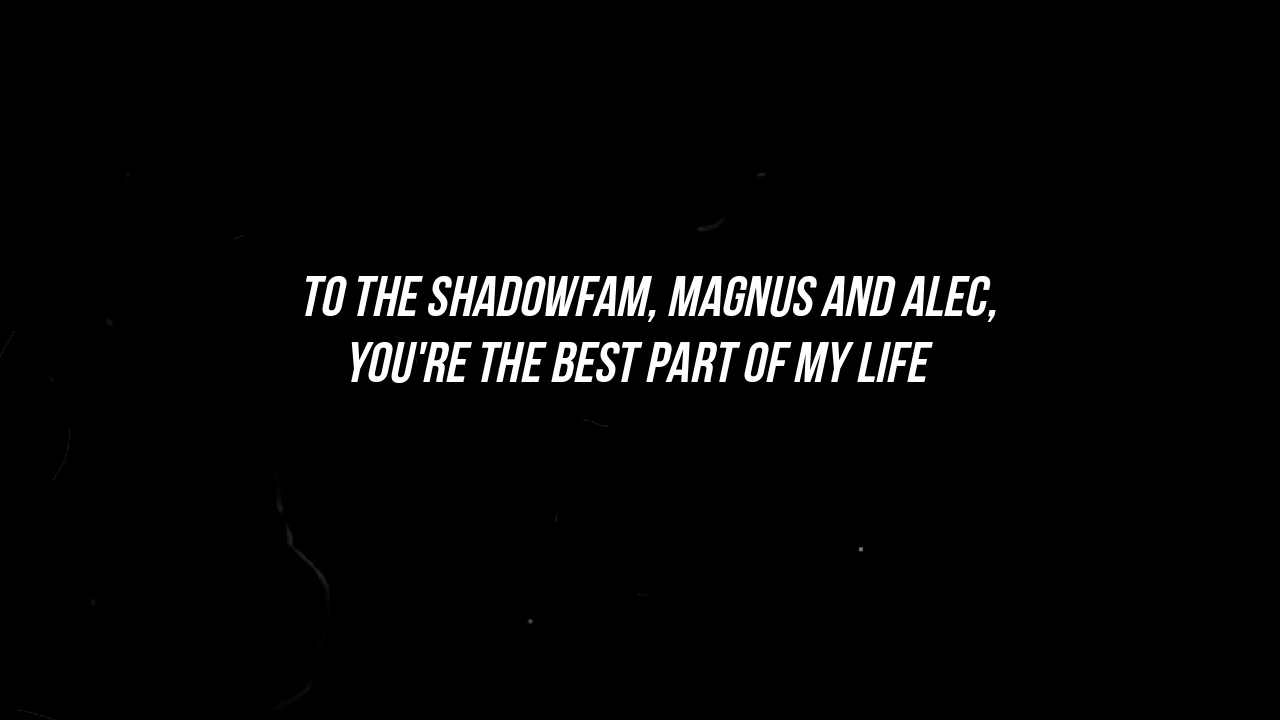 TO THE SHADOWFAM, MAGNUS AND ALEC,
YOU'RE THE BEST PART OF MY LIFE